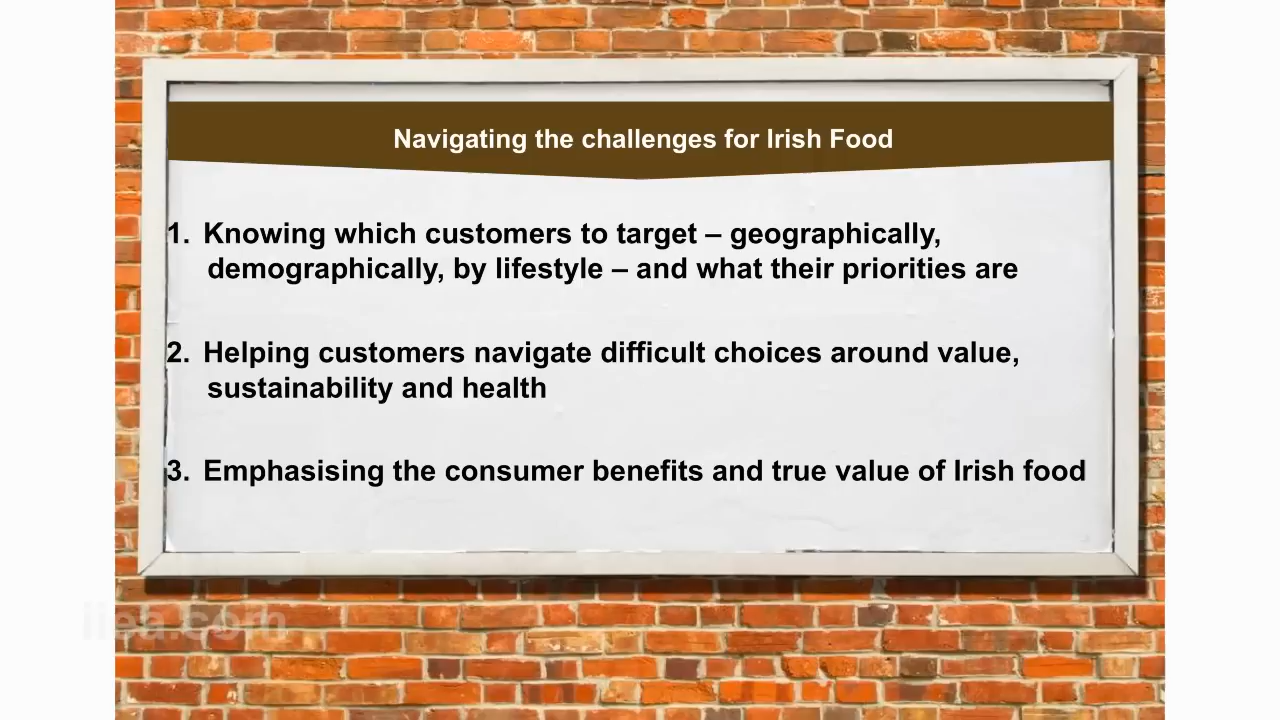 Navigating the challenges for Irish Food
1. Knowing which customers to target – geographically,
demographically, by lifestyle – and what their priorities are
2. Helping customers navigate difficult choices around value,
sustainability and health
3. Emphasising the consumer benefits and true value of Irish food
iiea.com